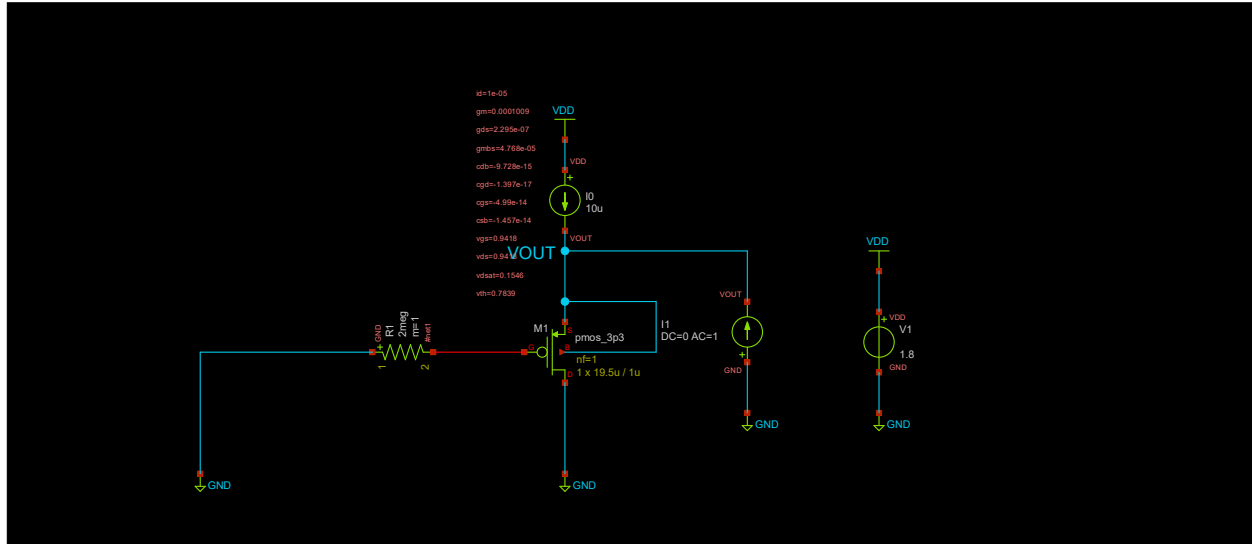 id=1e-05
gm=0.0001009
gds=2.295e-07
gmbs=4.768e-05
cdb=-9.728e-15
cgd=-1.397e-17
cgs=-4.99e-14
csb=-1.457e-14
vgs=0.9418
vds=0.9418
vdsat=0.1546
vth=0.7839
VDD
VDD
+
I0
10u
VOUT
VOUT
GND
+
R1
2meg
m=1
#net1
1
2
GND
M1
G
S
B
D
pmos_3p3
nf=1
1 x 19.5u / 1u
GND
VOUT
I1
DC=0 AC=1
+
GND
GND
VDD
+
VDD
V1
1.8
GND
GND